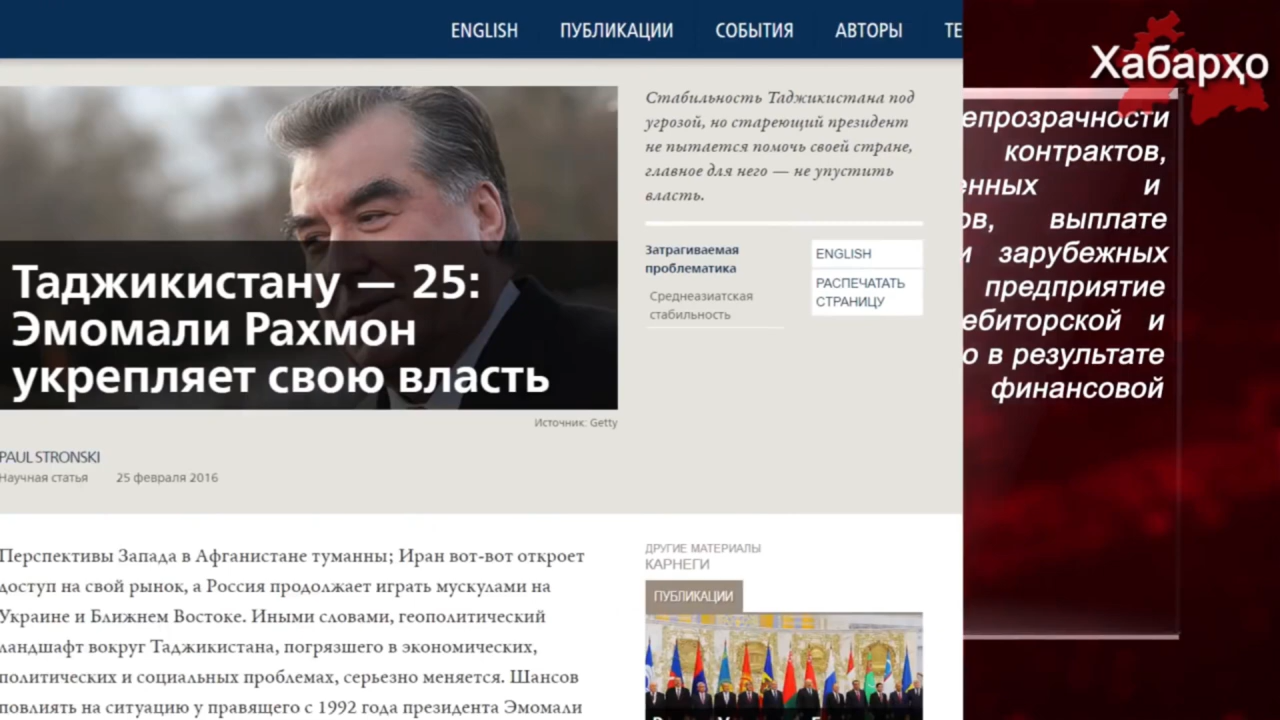 ENGLISH ПУБЛИКАЦИИ СОБЫТИЯ АВТОРЫ
Хабарҳо
Стабильность Таджикистана под
угрозой, но стареющий президент
не пытается помочь своей стране,
главное для него — не упустить
власть.
Затрагиваемая
проблематика
Среднеазиатская
стабильность
ENGLISH
РАСПЕЧАТАТЬ
СТРАНИЦУ
Таджикистану — 25:
Эмомали Рахмон
укрепляет свою власть
Источник: Getty
PAUL STRONSKI
Научная статья 25 февраля 2016
Перспективы Запада в Афганистане туманны; Иран вот-вот откроет
доступ на свой рынок, а Россия продолжает играть мускулами на
Украине и Ближнем Востоке. Иными словами, геополитический
ландшафт вокруг Таджикистана, погрязшего в экономических,
политических и социальных проблемах, серьезно меняется. Шансов
повлиять на ситуацию у правящего с 1992 года президента Эмомали
ДРУГИЕ МАТЕРИАЛЫ
КАРНЕГИ
ПУБЛИКАЦИИ
епрозрачности
контрактов,
енных и
ов, выплате
и зарубежных
предприятие
ебиторской и
о в результате
финансовой